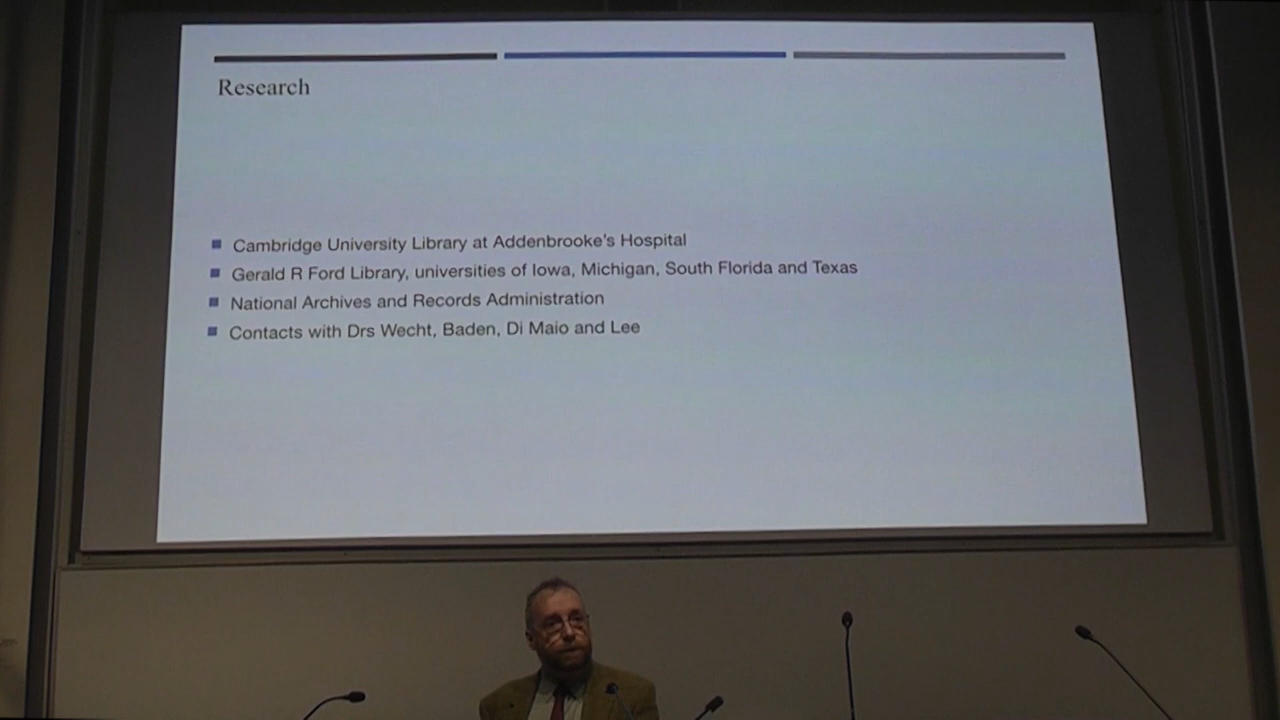 Research
Cambridge University Library at Addenbrooke's Hospital
Gerald R Ford Library, universities of Iowa, Michigan, South Florida and Texas
National Archives and Records Administration
Contacts with Drs Wecht, Baden, Di Maio and Lee